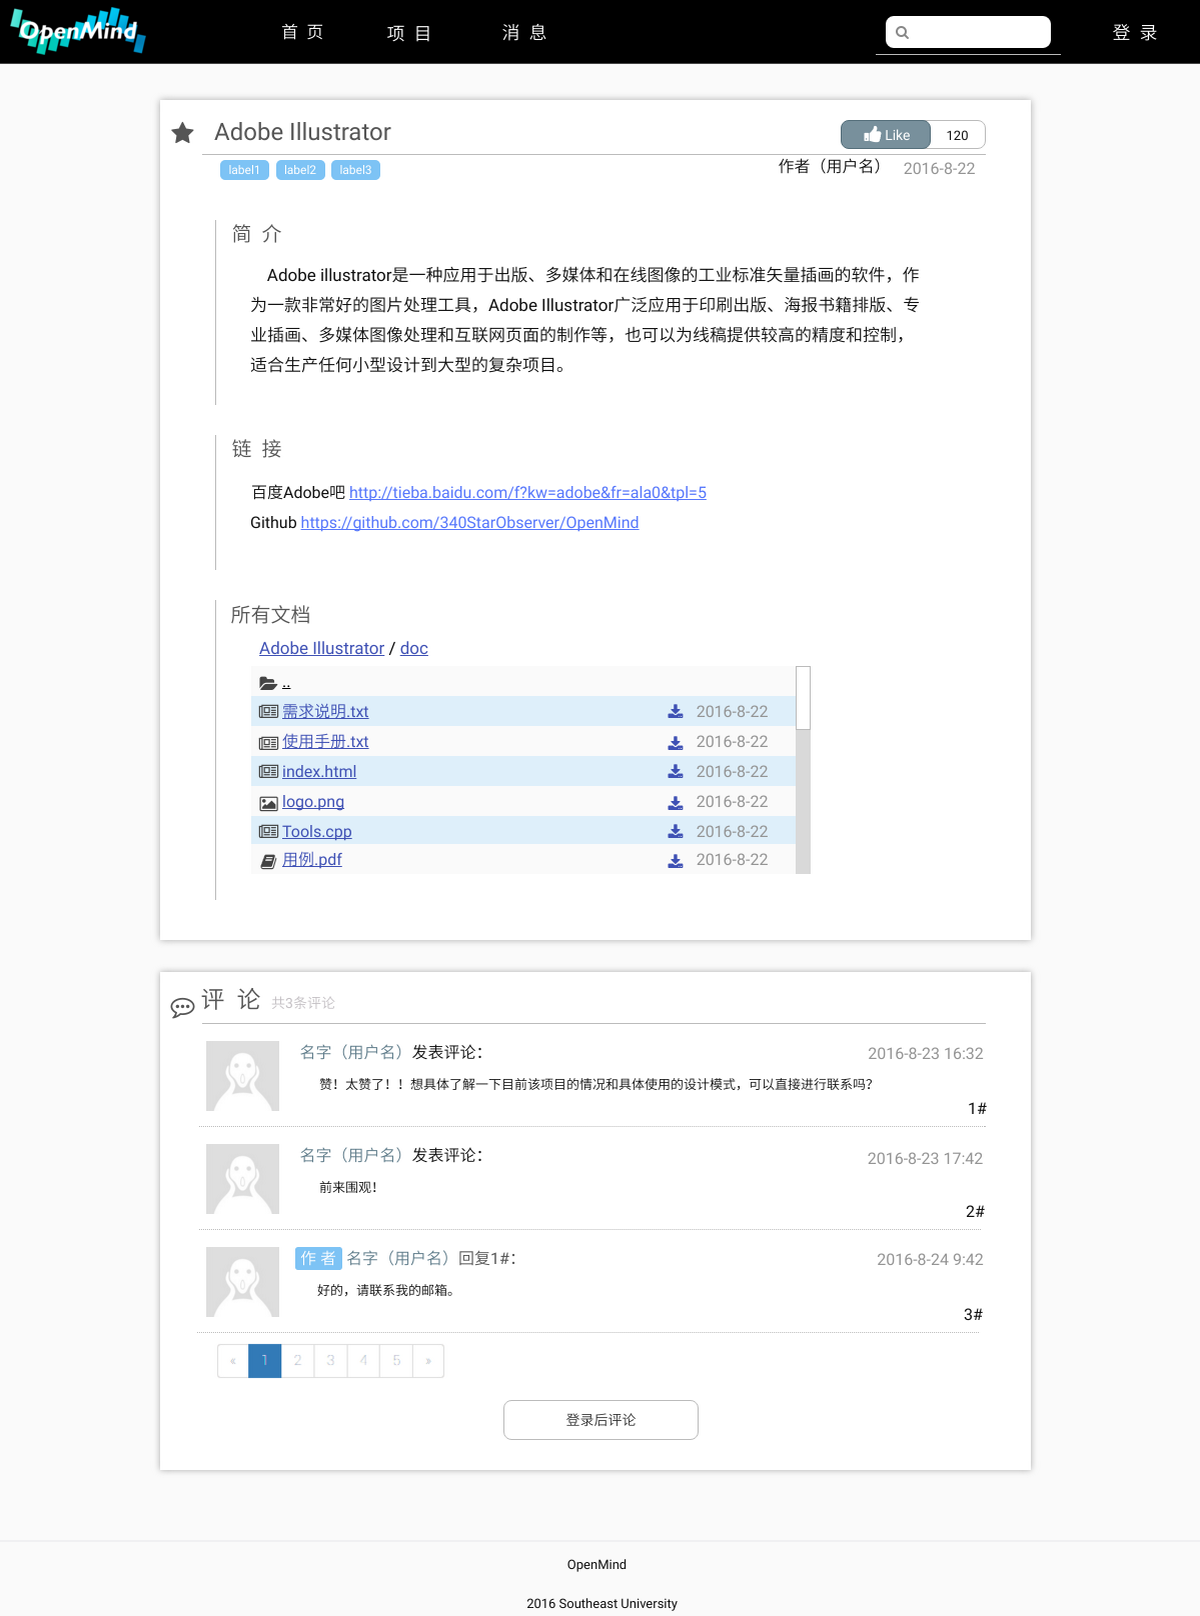 OpenMind
首 页 项 目 消 息 登 录
Adobe Illustrator
Like 120
label1 label2 label3
作者（用户名） 2016-8-22
简 介
Adobe illustrator是一种应用于出版、多媒体和在线图像的工业标准矢量插画的软件，作
为一款非常好的图片处理工具，Adobe Illustrator广泛应用于印刷出版、海报书籍排版、专
业插画、多媒体图像处理和互联网页面的制作等，也可以为线稿提供较高的精度和控制，
适合生产任何小型设计到大型的复杂项目。
链 接
百度Adobe吧 http://tieba.baidu.com/f?kw=adobe&fr=ala0&tpl=5
Github https://github.com/340StarObserver/OpenMind
所有文档
Adobe Illustrator / doc
..
需求说明.txt 2016-8-22
使用手册.txt 2016-8-22
index.html 2016-8-22
logo.png 2016-8-22
Tools.cpp 2016-8-22
用例.pdf 2016-8-22
评 论 共3条评论
名字（用户名）发表评论： 2016-8-23 16:32
赞！太赞了！！想具体了解一下目前该项目的情况和具体使用的设计模式，可以直接进行联系吗？
1#
名字（用户名）发表评论： 2016-8-23 17:42
前来围观！
2#
作 者 名字（用户名）回复1#： 2016-8-24 9:42
好的，请联系我的邮箱。
3#
« 1 2 3 4 5 »
登录后评论
OpenMind
2016 Southeast University